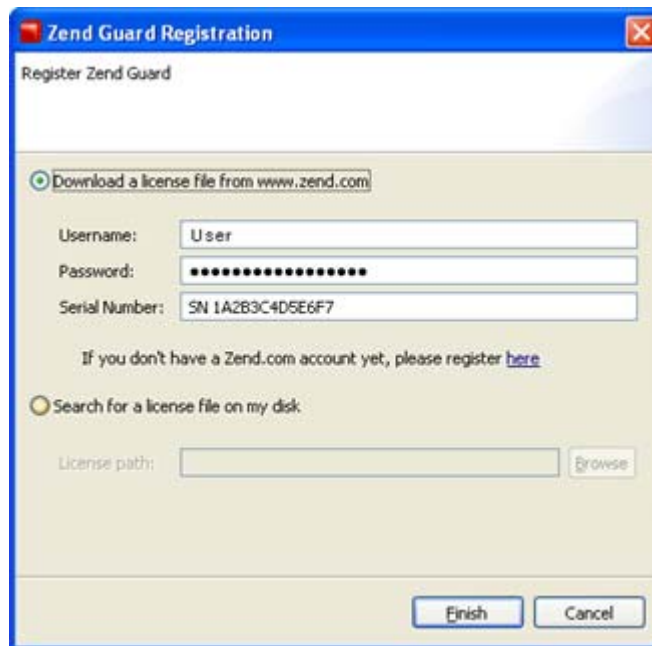 Zend Guard Registration
Register Zend Guard
Download a license file from www.zend.com
Username: User
Password: •••••••••••••••••
Serial Number: SN 1A2B3C4D5E6F7
If you don't have a Zend.com account yet, please register here
Search for a license file on my disk
License path: Browse
Finish Cancel